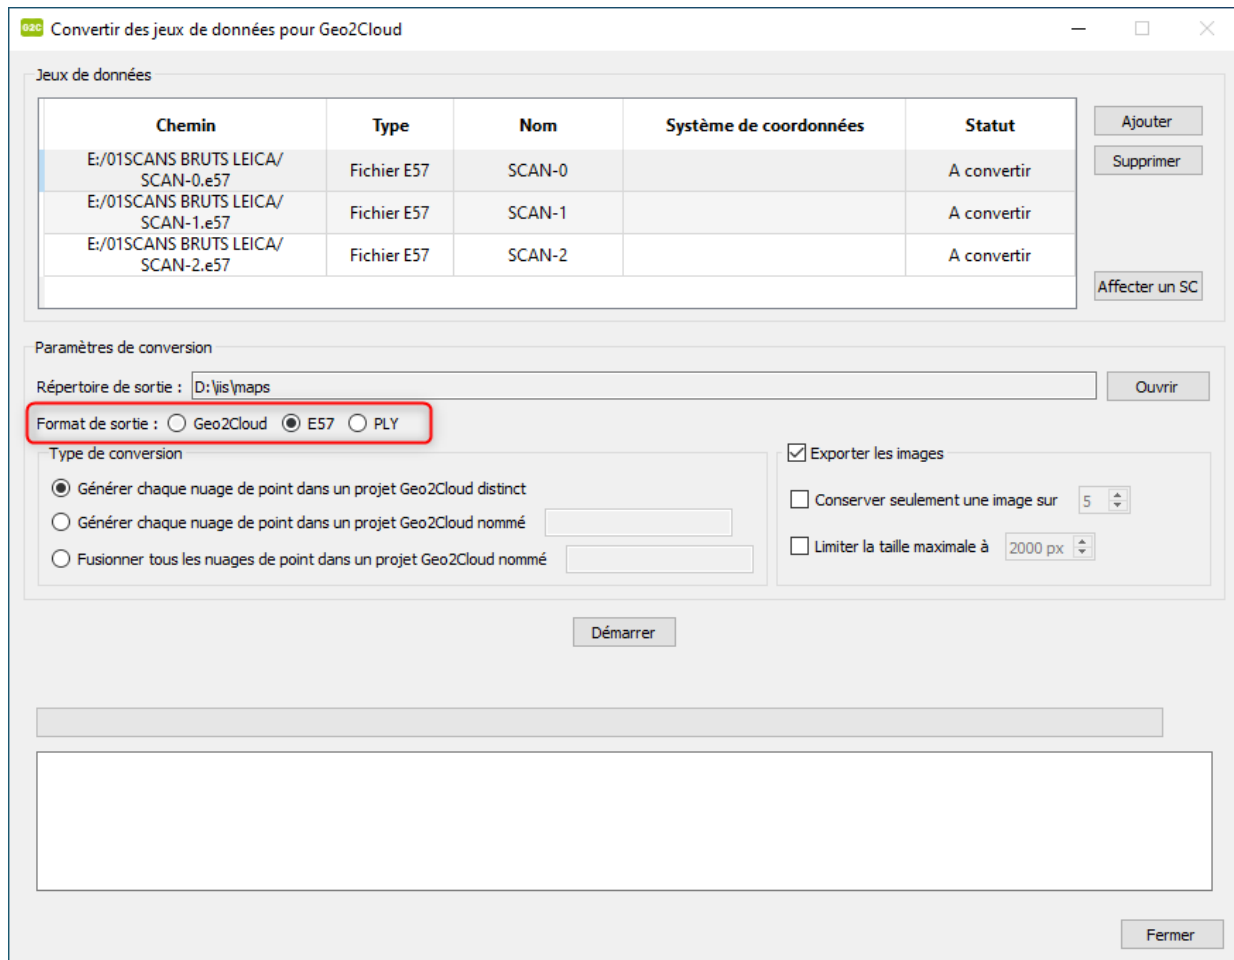 G2C Convertir des jeux de données pour Geo2Cloud
Jeux de données
Chemin Type Nom Système de coordonnées Statut
Ajouter
E:/01SCANS BRUTS LEICA/
SCAN-0.e57 Fichier E57 SCAN-0 A convertir
Supprimer
E:/01SCANS BRUTS LEICA/
SCAN-1.e57 Fichier E57 SCAN-1 A convertir
E:/01SCANS BRUTS LEICA/
SCAN-2.e57 Fichier E57 SCAN-2 A convertir
Affecter un SC
Paramètres de conversion
Répertoire de sortie : D:\iis\maps Ouvrir
Format de sortie : Geo2Cloud E57 PLY
Type de conversion
Générer chaque nuage de point dans un projet Geo2Cloud distinct
Générer chaque nuage de point dans un projet Geo2Cloud nommé
Fusionner tous les nuages de point dans un projet Geo2Cloud nommé
Exporter les images
Conserver seulement une image sur 5
Limiter la taille maximale à 2000 px
Démarrer
Fermer